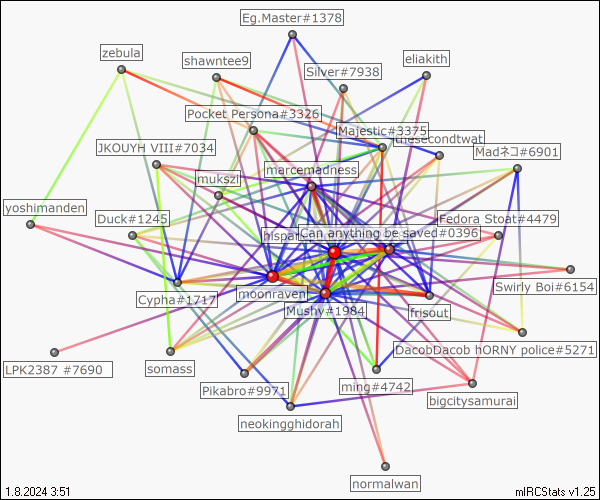 Eg.Master#1378
zebula
shawntee9
eliakith
Silver#7938
Pocket Persona#3326
Majestic#3375
thesecondtwat
JKOUYH VIII#7034
Madネコ#6901
marcemadness
mukszi
yoshimanden
Duck#1245
Fedora Stoat#4479
Can anything be saved#0396
Swirly Boi#6154
moonraven
Cypha#1717
Mushy#1984
frisout
DacobDacob hORNY police#5271
LPK2387 #7690
somass
Pikabro#9971
ming#4742
bigcitysamurai
neokingghidorah
normalwan
1.8.2024 3:51
mIRCStats v1.25